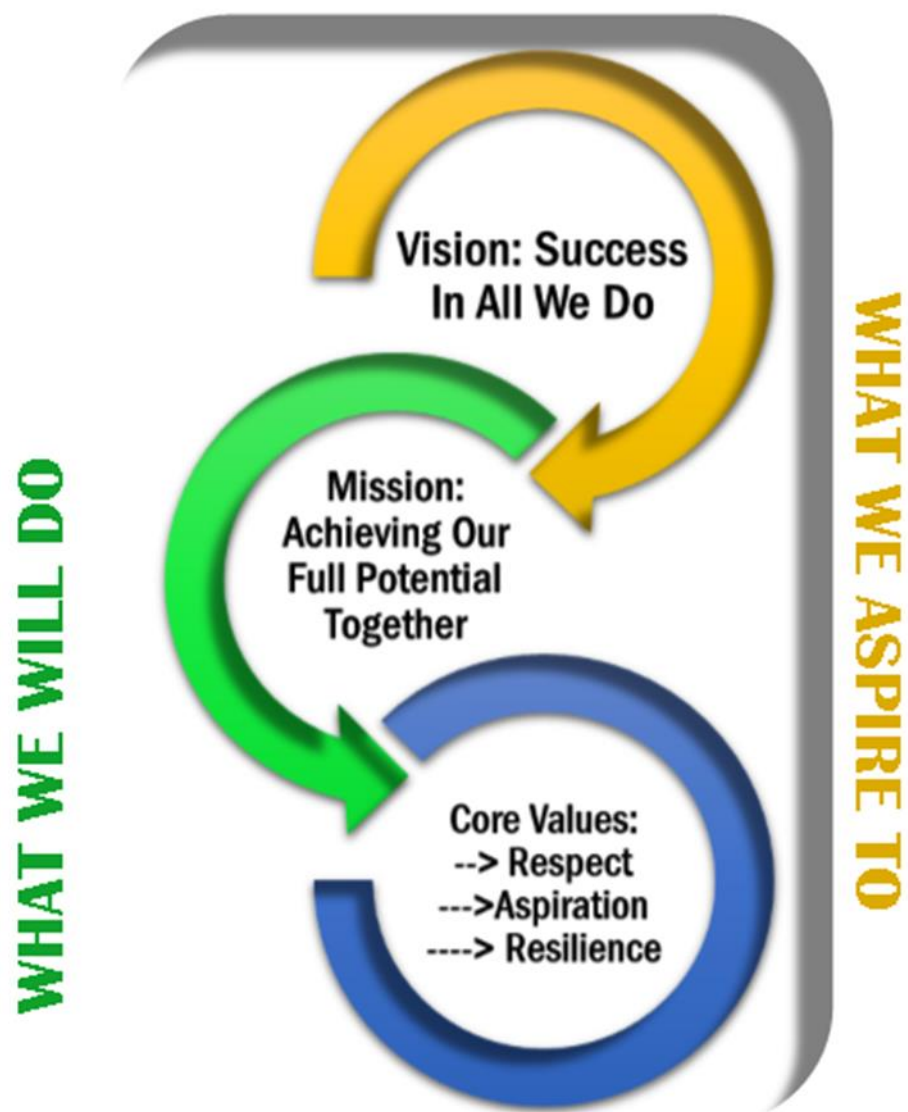 Vision: Success
In All We Do
Mission:
Achieving Our
Full Potential
Together
Core Values:
--> Respect
--->Aspiration
----> Resilience
WHAT WE WILL DO
WHAT WE ASPIRE TO